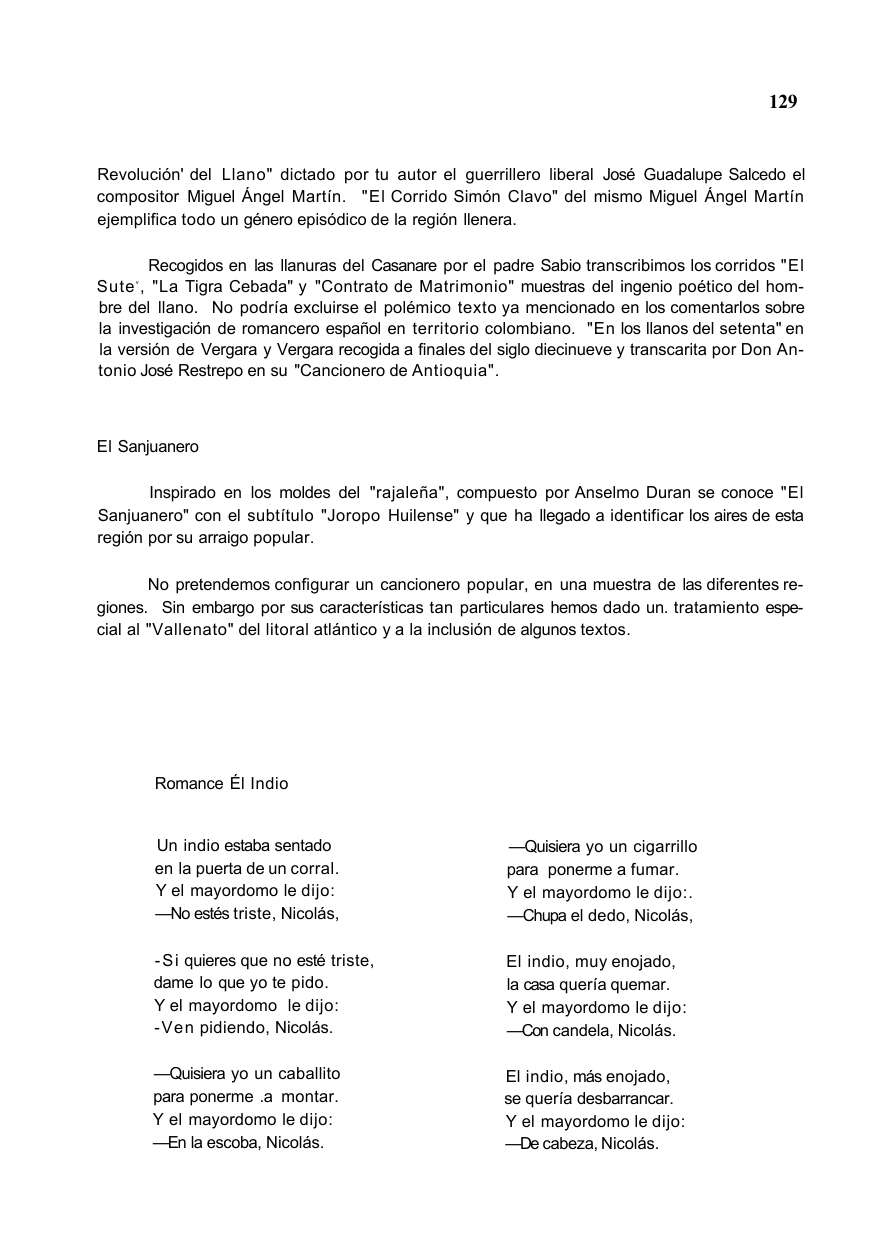 129
Revolución' del Llano" dictado por tu autor el guerrillero liberal José Guadalupe Salcedo el
compositor Miguel Ángel Martín. "El Corrido Simón Clavo" del mismo Miguel Ángel Martín
ejemplifica todo un género episódico de la región llenera.
Recogidos en las llanuras del Casanare por el padre Sabio transcribimos los corridos "El
Sute", "La Tigra Cebada" y "Contrato de Matrimonio" muestras del ingenio poético del hom-
bre del llano. No podría excluirse el polémico texto ya mencionado en los comentarlos sobre
la investigación de romancero español en territorio colombiano. "En los llanos del setenta" en
la versión de Vergara y Vergara recogida a finales del siglo diecinueve y transcarita por Don An-
tonio José Restrepo en su "Cancionero de Antioquia".
El Sanjuanero
Inspirado en los moldes del "rajaleña", compuesto por Anselmo Duran se conoce "El
Sanjuanero" con el subtítulo "Joropo Huilense" y que ha llegado a identificar los aires de esta
región por su arraigo popular.
No pretendemos configurar un cancionero popular, en una muestra de las diferentes re-
giones. Sin embargo por sus características tan particulares hemos dado un. tratamiento espe-
cial al "Vallenato" del litoral atlántico y a la inclusión de algunos textos.
Romance Él Indio
Un indio estaba sentado
en la puerta de un corral.
Y el mayordomo le dijo:
—No estés triste, Nicolás,
-Si quieres que no esté triste,
dame lo que yo te pido.
Y el mayordomo le dijo:
-Ven pidiendo, Nicolás.
—Quisiera yo un caballito
para ponerme .a montar.
Y el mayordomo le dijo:
—En la escoba, Nicolás.
—Quisiera yo un cigarrillo
para ponerme a fumar.
Y el mayordomo le dijo:.
—Chupa el dedo, Nicolás,
El indio, muy enojado,
la casa quería quemar.
Y el mayordomo le dijo:
—Con candela, Nicolás.
El indio, más enojado,
se quería desbarrancar.
Y el mayordomo le dijo:
—De cabeza, Nicolás.